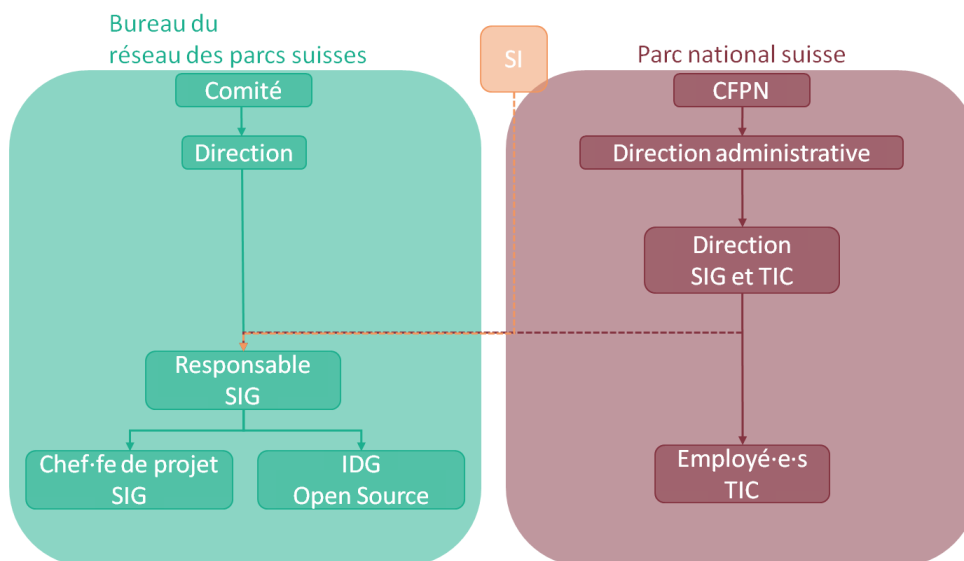 Bureau du
réseau des parcs suisses
SI
Parc national suisse
Comité
CFPN
Direction
Direction administrative
Direction
SIG et TIC
Responsable
SIG
Chef·fe de projet
SIG
IDG
Open Source
Employé·e·s
TIC